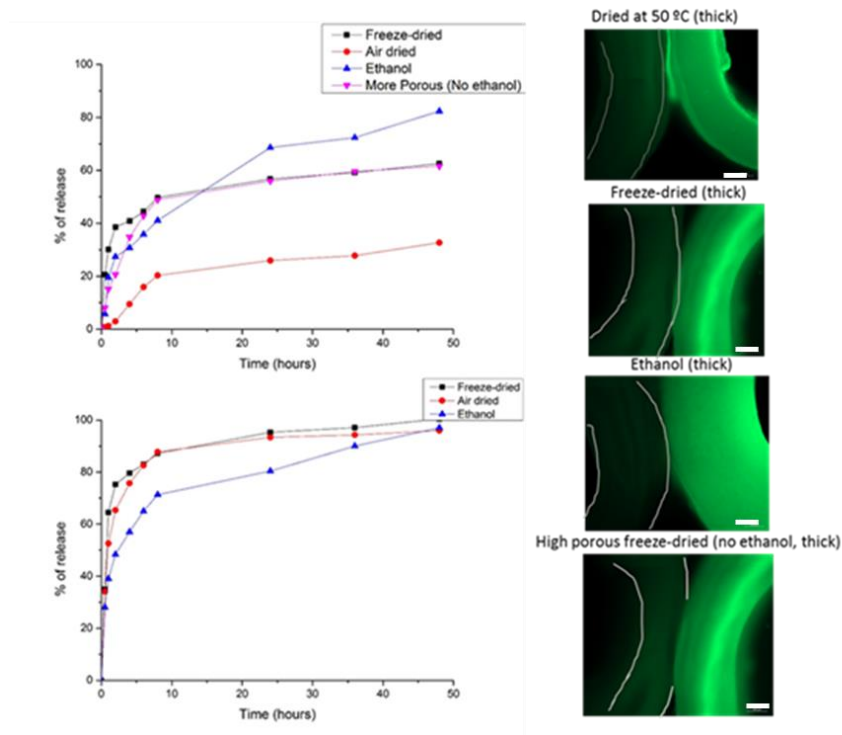 Freeze-dried
Air dried
Ethanol
More Porous (No ethanol)
100
80
60
40
20
0
% of release
0
10
20
30
40
50
Time (hours)
Freeze-dried
Air dried
Ethanol
100
80
60
40
20
0
% of release
0
10
20
30
40
50
Time (hours)
Dried at 50 ºC (thick)
Freeze-dried (thick)
Ethanol (thick)
High porous freeze-dried (no ethanol, thick)